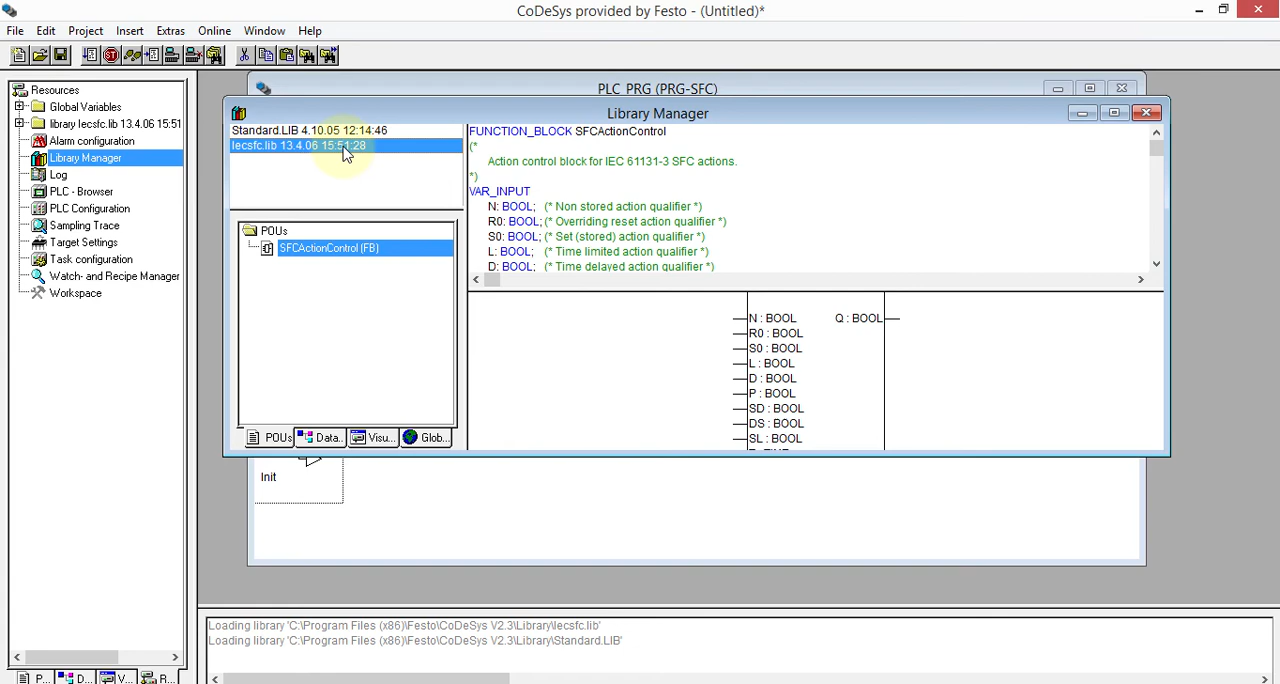 CoDeSys provided by Festo - (Untitled)*
File Edit Project Insert Extras Online Window Help
Resources
Global Variables
library Iecsfc.lib 13.4.06 15:51
Alarm configuration
Library Manager
Log
PLC - Browser
PLC Configuration
Sampling Trace
Target Settings
Task configuration
Watch- and Recipe Manager
Workspace
P... D... V... R...
PLC_PRG (PRG-SFC)
Library Manager
Standard.LIB 4.10.05 12:14:46
Iecsfc.lib 13.4.06 15:51:28
POUs
SFCActionControl (FB)
POUs Data... Visu... Glob...
FUNCTION_BLOCK SFCActionControl
(*
Action control block for IEC 61131-3 SFC actions.
*)
VAR_INPUT
N: BOOL; (* Non stored action qualifier *)
R0: BOOL; (* Overriding reset action qualifier *)
S0: BOOL; (* Set (stored) action qualifier *)
L: BOOL; (* Time limited action qualifier *)
D: BOOL; (* Time delayed action qualifier *)
N : BOOL Q : BOOL
R0 : BOOL
S0 : BOOL
L : BOOL
D : BOOL
P : BOOL
SD : BOOL
DS : BOOL
SL : BOOL
Init
Loading library 'C:\Program Files (x86)\Festo\CoDeSys V2.3\Library\Iecsfc.lib'
Loading library 'C:\Program Files (x86)\Festo\CoDeSys V2.3\Library\Standard.LIB'